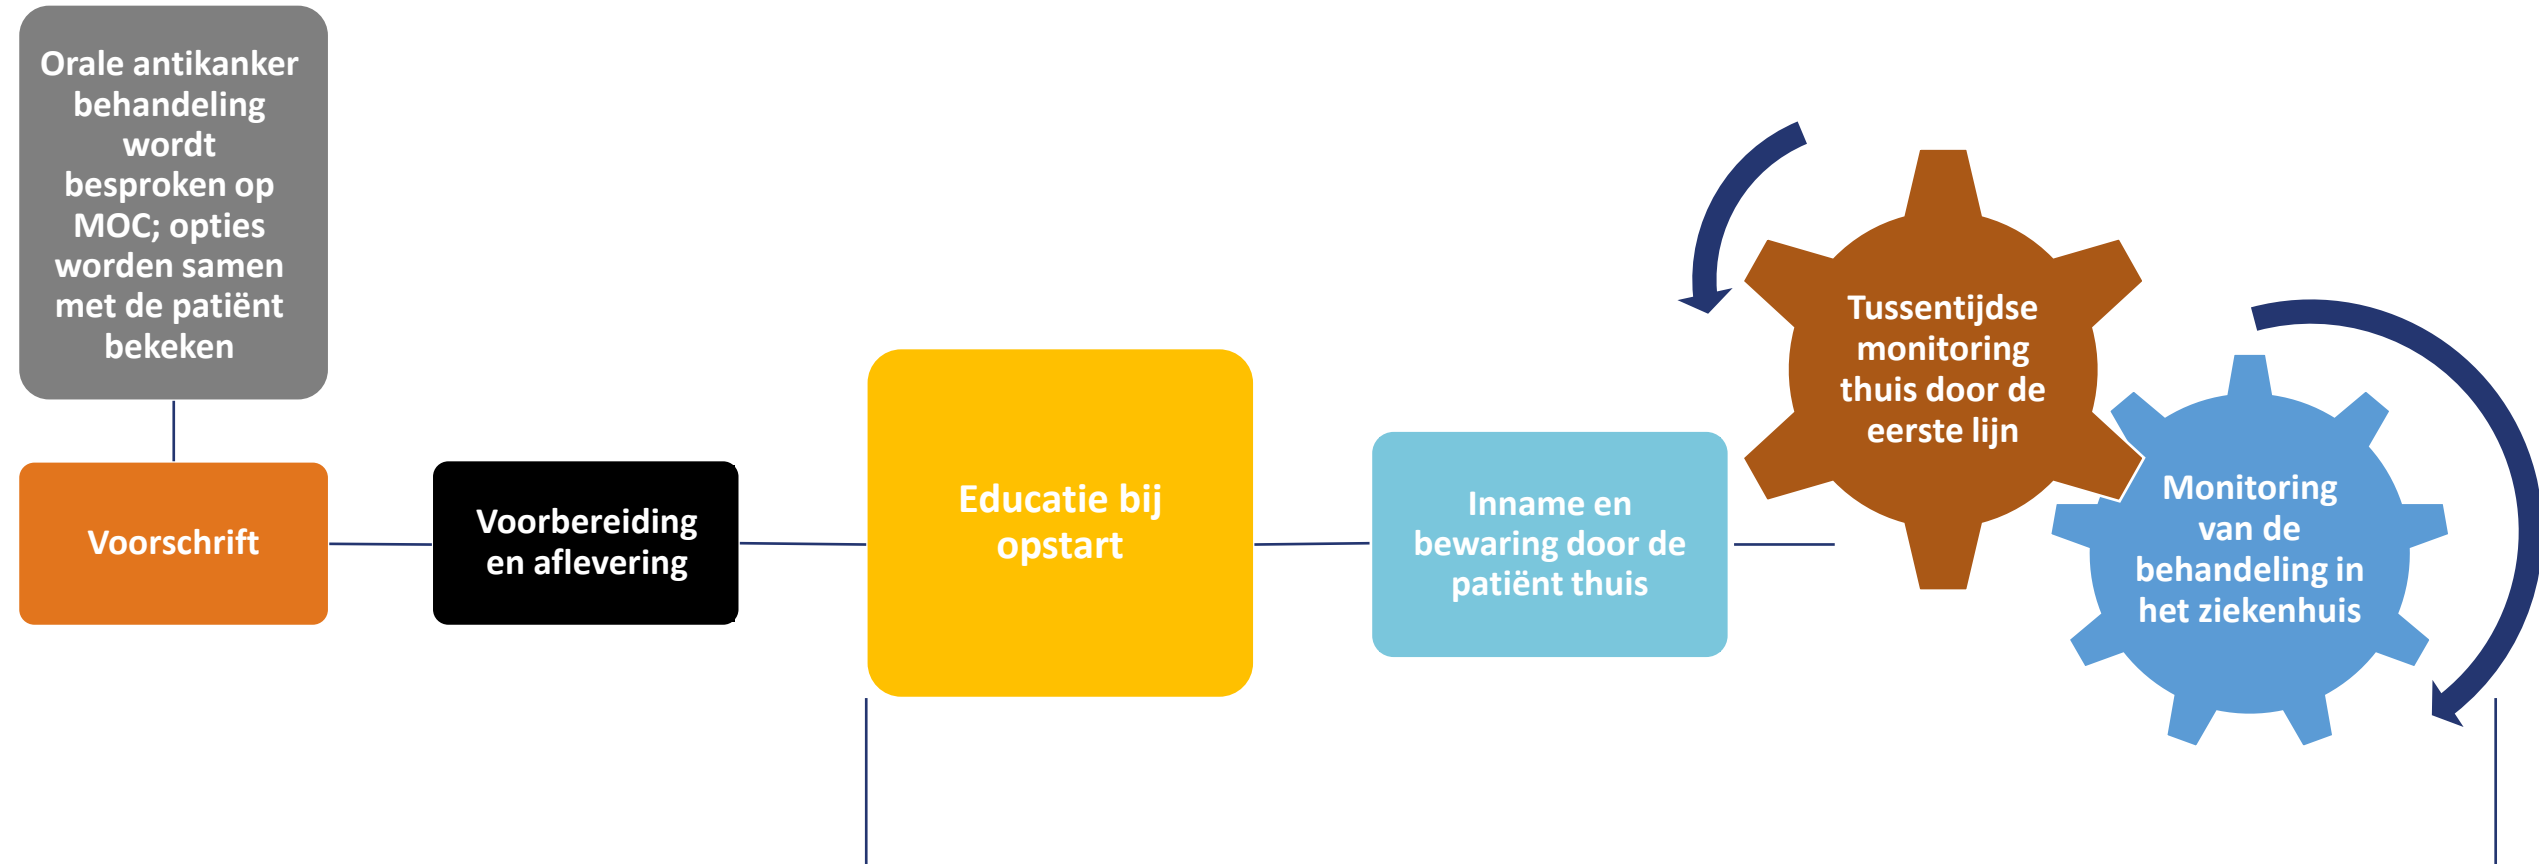 Orale antikanker
behandeling
wordt
besproken op
MOC; opties
worden samen
met de patiënt
bekeken
Voorschrift
Voorbereiding
en aflevering
Educatie bij
opstart
Inname en
bewaring door de
patiënt thuis
Tussentijdse
monitoring
thuis door de
eerste lijn
Monitoring
van de
behandeling in
het ziekenhuis